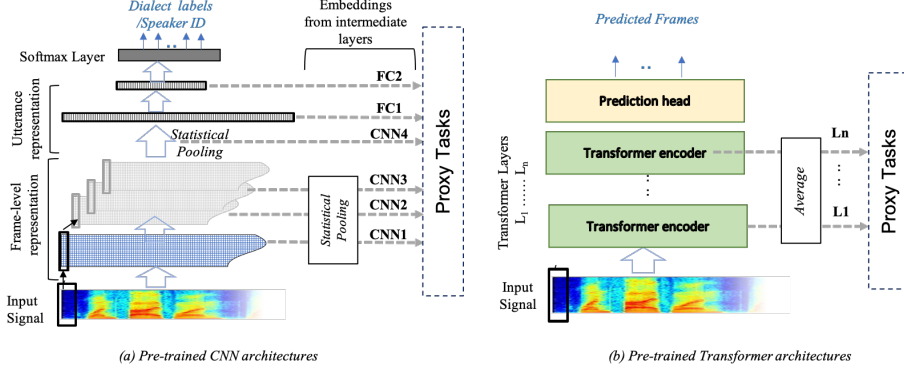 Dialect labels
/Speaker ID
Softmax Layer
Embeddings
from intermediate
layers
Utterance
representation
FC2
FC1
Statistical
Pooling
CNN4
Frame-level
representation
CNN3
CNN2
CNN1
Statistical
Pooling
Proxy Tasks
Input
Signal
(a) Pre-trained CNN architectures
Predicted Frames
Prediction head
Transformer Layers
L1 ...... Ln
Transformer encoder
Transformer encoder
Average
Ln
L1
Proxy Tasks
Input
Signal
(b) Pre-trained Transformer architectures